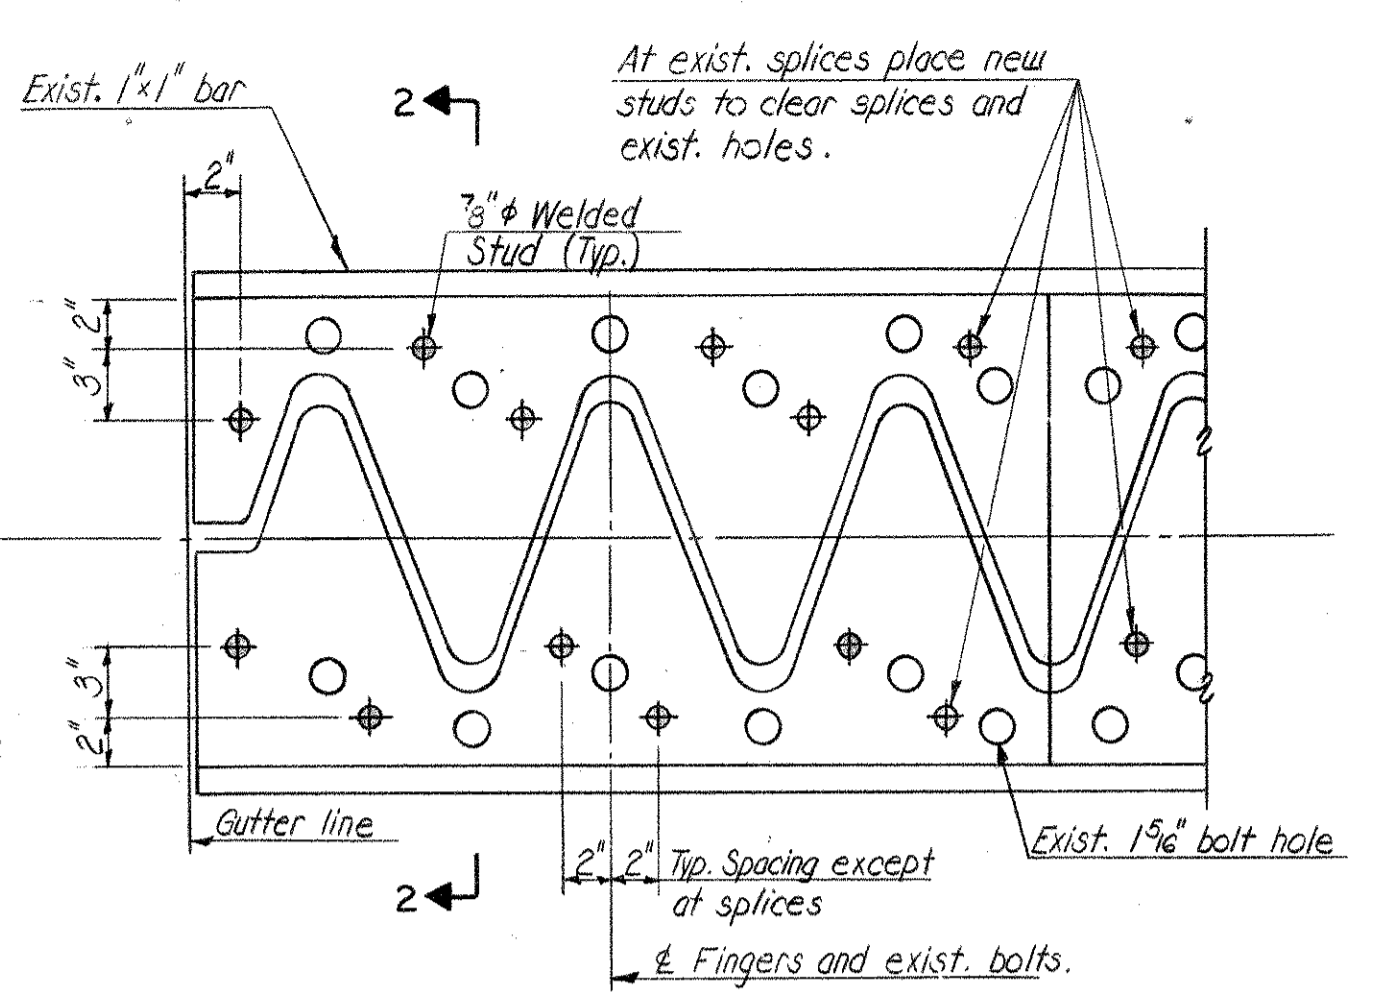 At exist. splices place new
studs to clear splices and
exist. holes.
Exist. 1"x1" bar
2
2"
7/8"ϕ Welded
Stud (Typ.)
2"
3"
3"
2"
Gutter line
Exist. 1 5/16" bolt hole
2" 2" Typ. Spacing except
at splices
2
℄ Fingers and exist. bolts.